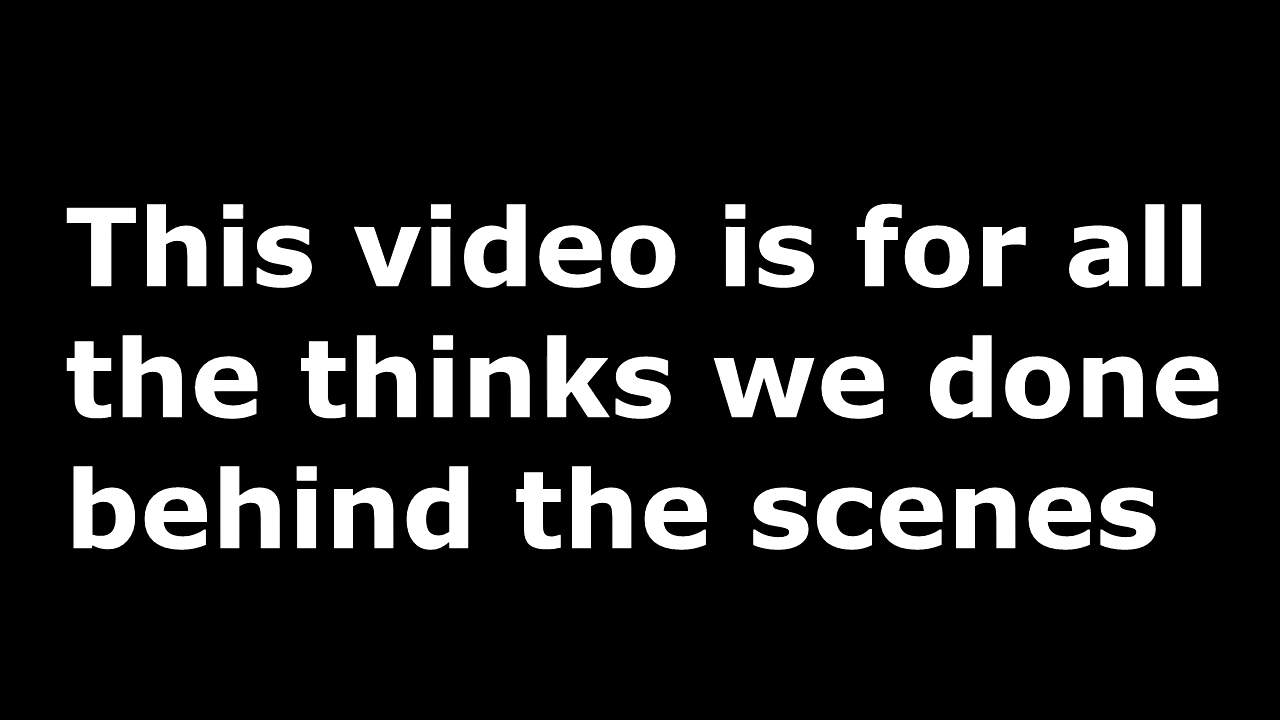 This video is for all
the thinks we done
behind the scenes